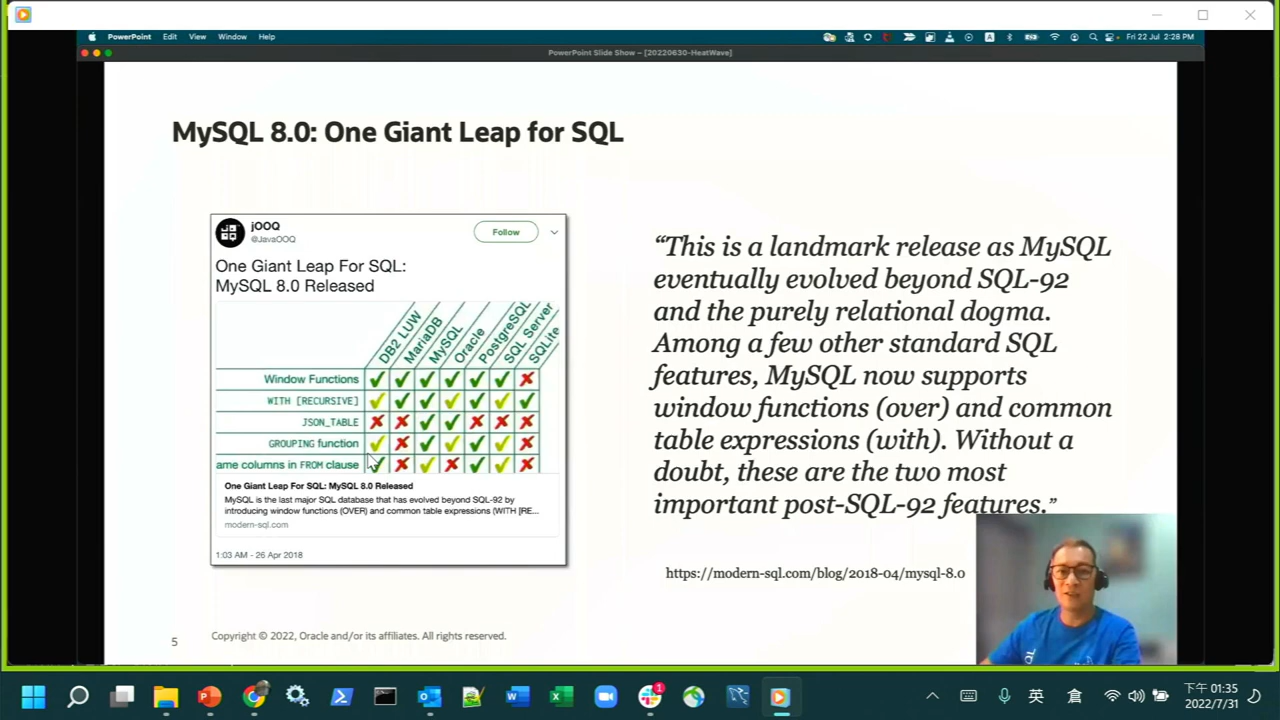 PowerPoint Edit View Window Help
A
Fri 22 Jul 2:28 PM
PowerPoint Slide Show - [20220630-HeatWave]
MySQL 8.0: One Giant Leap for SQL
jOOQ
@JavaOOQ
Follow
One Giant Leap For SQL:
MySQL 8.0 Released
DB2 LUW
MariaDB
MySQL
Oracle
PostgreSQL
SQL Server
SQLite
Window Functions
WITH [RECURSIVE]
JSON_TABLE
GROUPING function
ame columns in FROM clause
One Giant Leap For SQL: MySQL 8.0 Released
MySQL is the last major SQL database that has evolved beyond SQL-92 by
introducing window functions (OVER) and common table expressions (WITH [RE...
modern-sql.com
1:03 AM - 26 Apr 2018
“This is a landmark release as MySQL
eventually evolved beyond SQL-92
and the purely relational dogma.
Among a few other standard SQL
features, MySQL now supports
window functions (over) and common
table expressions (with). Without a
doubt, these are the two most
important post-SQL-92 features.”
https://modern-sql.com/blog/2018-04/mysql-8.0
5
Copyright © 2022, Oracle and/or its affiliates. All rights reserved.
1
英
倉
下午 01:35
2022/7/31